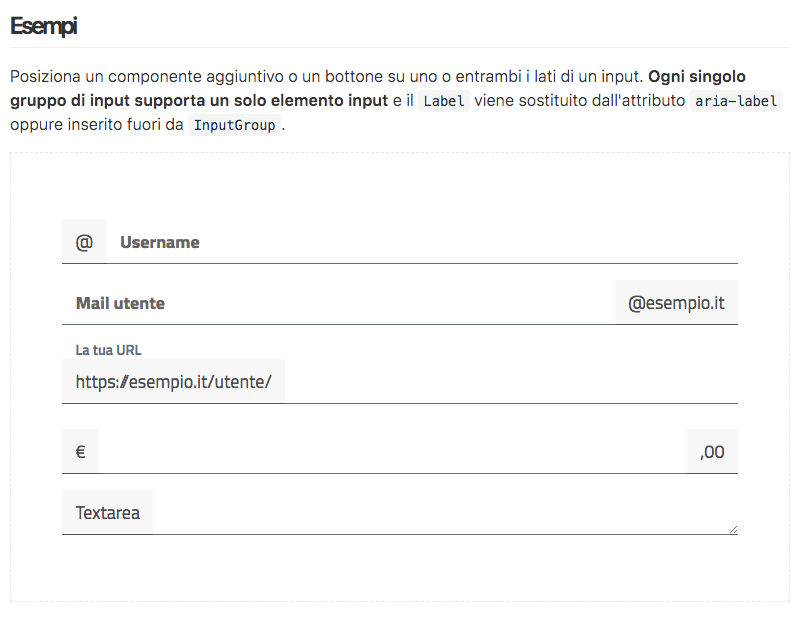 Esempi
Posiziona un componente aggiuntivo o un bottone su uno o entrambi i lati di un input. Ogni singolo
gruppo di input supporta un solo elemento input e il Label viene sostituito dall'attributo aria-label
oppure inserito fuori da InputGroup.
@ Username
Mail utente @esempio.it
La tua URL
https://esempio.it/utente/
€ ,00
Textarea